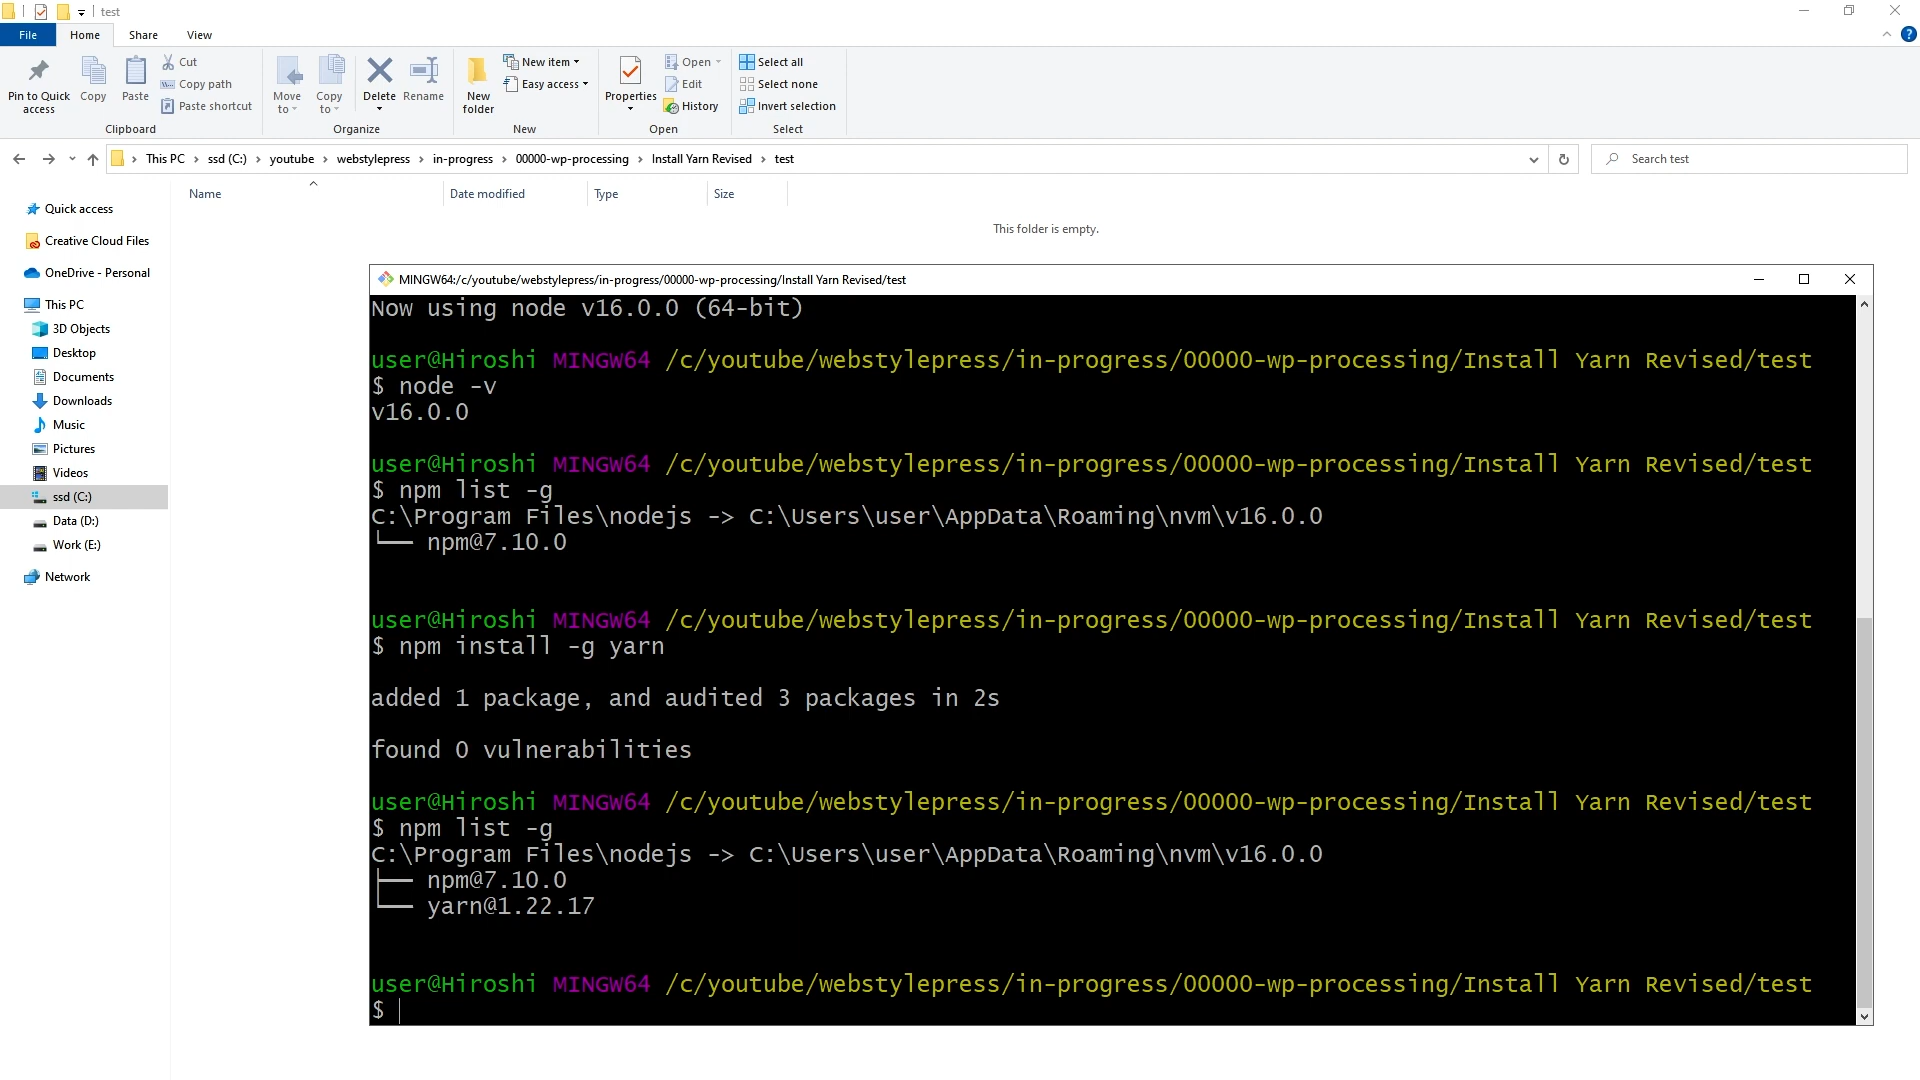 test
File Home Share View
Pin to Quick access
Copy
Paste
Cut
Copy path
Paste shortcut
Clipboard
Move to
Copy to
Delete
Rename
Organize
New folder
New item
Easy access
New
Properties
Open
Edit
History
Open
Select all
Select none
Invert selection
Select
This PC › ssd (C:) › youtube › webstylepress › in-progress › 00000-wp-processing › Install Yarn Revised › test
Search test
Name Date modified Type Size
This folder is empty.
Quick access
Creative Cloud Files
OneDrive - Personal
This PC
3D Objects
Desktop
Documents
Downloads
Music
Pictures
Videos
ssd (C:)
Data (D:)
Work (E:)
Network
MINGW64:/c/youtube/webstylepress/in-progress/00000-wp-processing/Install Yarn Revised/test
Now using node v16.0.0 (64-bit)
user@Hiroshi MINGW64 /c/youtube/webstylepress/in-progress/00000-wp-processing/Install Yarn Revised/test
$ node -v
v16.0.0
user@Hiroshi MINGW64 /c/youtube/webstylepress/in-progress/00000-wp-processing/Install Yarn Revised/test
$ npm list -g
C:\Program Files\nodejs -> C:\Users\user\AppData\Roaming\nvm\v16.0.0
└── npm@7.10.0
user@Hiroshi MINGW64 /c/youtube/webstylepress/in-progress/00000-wp-processing/Install Yarn Revised/test
$ npm install -g yarn
added 1 package, and audited 3 packages in 2s
found 0 vulnerabilities
user@Hiroshi MINGW64 /c/youtube/webstylepress/in-progress/00000-wp-processing/Install Yarn Revised/test
$ npm list -g
C:\Program Files\nodejs -> C:\Users\user\AppData\Roaming\nvm\v16.0.0
├── npm@7.10.0
└── yarn@1.22.17
user@Hiroshi MINGW64 /c/youtube/webstylepress/in-progress/00000-wp-processing/Install Yarn Revised/test
$